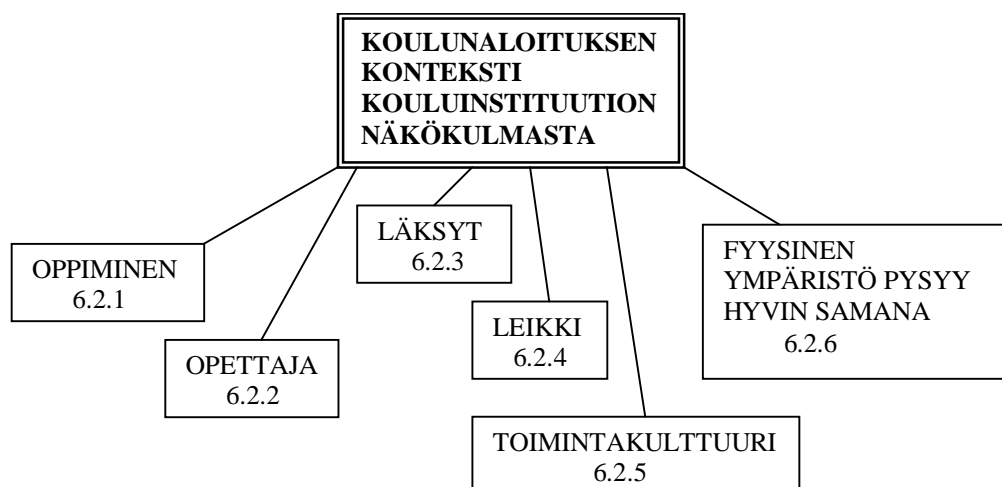 KOULUNALOITUKSEN
KONTEKSTI
KOULUINSTITUUTION
NÄKÖKULMASTA
OPPIMINEN
6.2.1
OPETTAJA
6.2.2
LÄKSYT
6.2.3
LEIKKI
6.2.4
TOIMINTAKULTTUURI
6.2.5
FYYSINEN
YMPÄRISTÖ PYSYY
HYVIN SAMANA
6.2.6